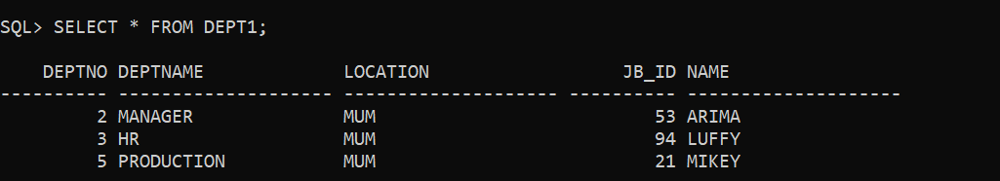 SQL> SELECT * FROM DEPT1;
    DEPTNO DEPTNAME             LOCATION                  JB_ID NAME
---------- -------------------- -------------------- ---------- --------------------
         2 MANAGER              MUM                          53 ARIMA
         3 HR                   MUM                          94 LUFFY
         5 PRODUCTION           MUM                          21 MIKEY